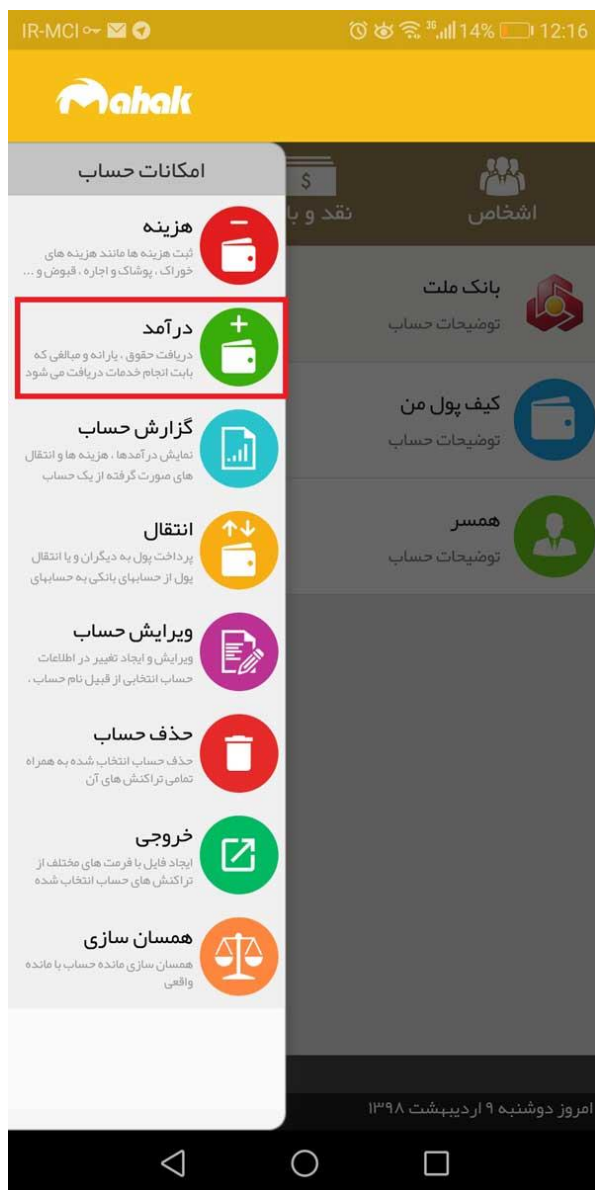 IR-MCI
3G
14%
12:16
Mahak
امکانات حساب
هزینه
ثبت هزینه ها مانند هزینه های
خوراک ، پوشاک و اجاره ، قبوض و ...
درآمد
دریافت حقوق ، یارانه و مبالغی که
بابت انجام خدمات دریافت می شود
گزارش حساب
نمایش درآمدها ، هزینه ها و انتقال
های صورت گرفته از یک حساب
انتقال
پرداخت پول به دیگران و یا انتقال
پول از حسابهای بانکی به حسابهای
ویرایش حساب
ویرایش و ایجاد تغییر در اطلاعات
حساب انتخابی از قبیل نام حساب ،
حذف حساب
حذف حساب انتخاب شده به همراه
تمامی تراکنش های آن
خروجی
ایجاد فایل با فرمت های مختلف از
تراکنش های حساب انتخاب شده
همسان سازی
همسان سازی مانده حساب با مانده
واقعی
اشخاص
نقد و با
بانک ملت
توضیحات حساب
کیف پول من
توضیحات حساب
همسر
توضیحات حساب
امروز دوشنبه ۹ اردیبهشت ۱۳۹۸